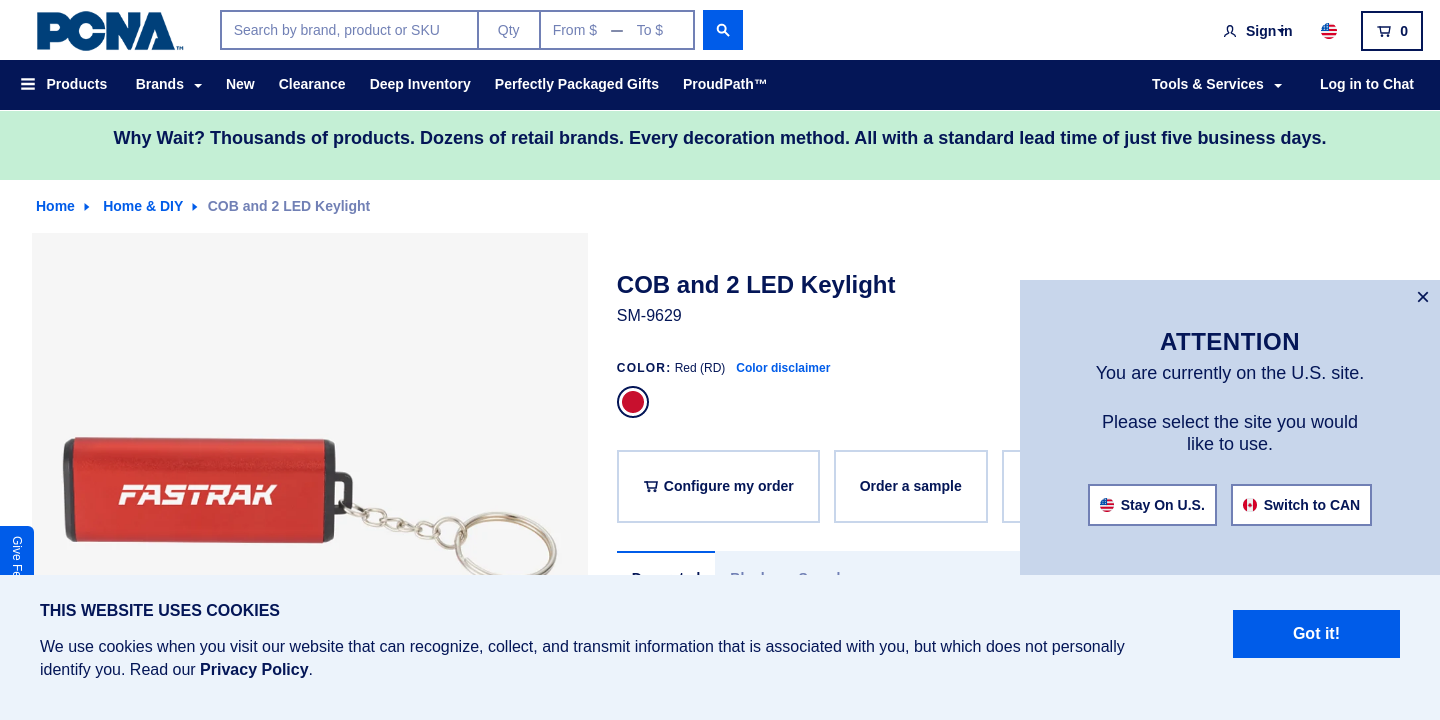 PCNA™
Search by brand, product or SKU
Qty
From $ — To $
Sign in
0
Products
Brands
New
Clearance
Deep Inventory
Perfectly Packaged Gifts
ProudPath™
Tools & Services
Log in to Chat
Why Wait? Thousands of products. Dozens of retail brands. Every decoration method. All with a standard lead time of just five business days.
Home
Home & DIY
COB and 2 LED Keylight
FASTRAK
COB and 2 LED Keylight
SM-9629
COLOR: Red (RD) Color disclaimer
Configure my order
Order a sample
×
ATTENTION
You are currently on the U.S. site.
Please select the site you would
like to use.
Stay On U.S.
Switch to CAN
Give
THIS WEBSITE USES COOKIES
We use cookies when you visit our website that can recognize, collect, and transmit information that is associated with you, but which does not personally
identify you. Read our Privacy Policy.
Got it!